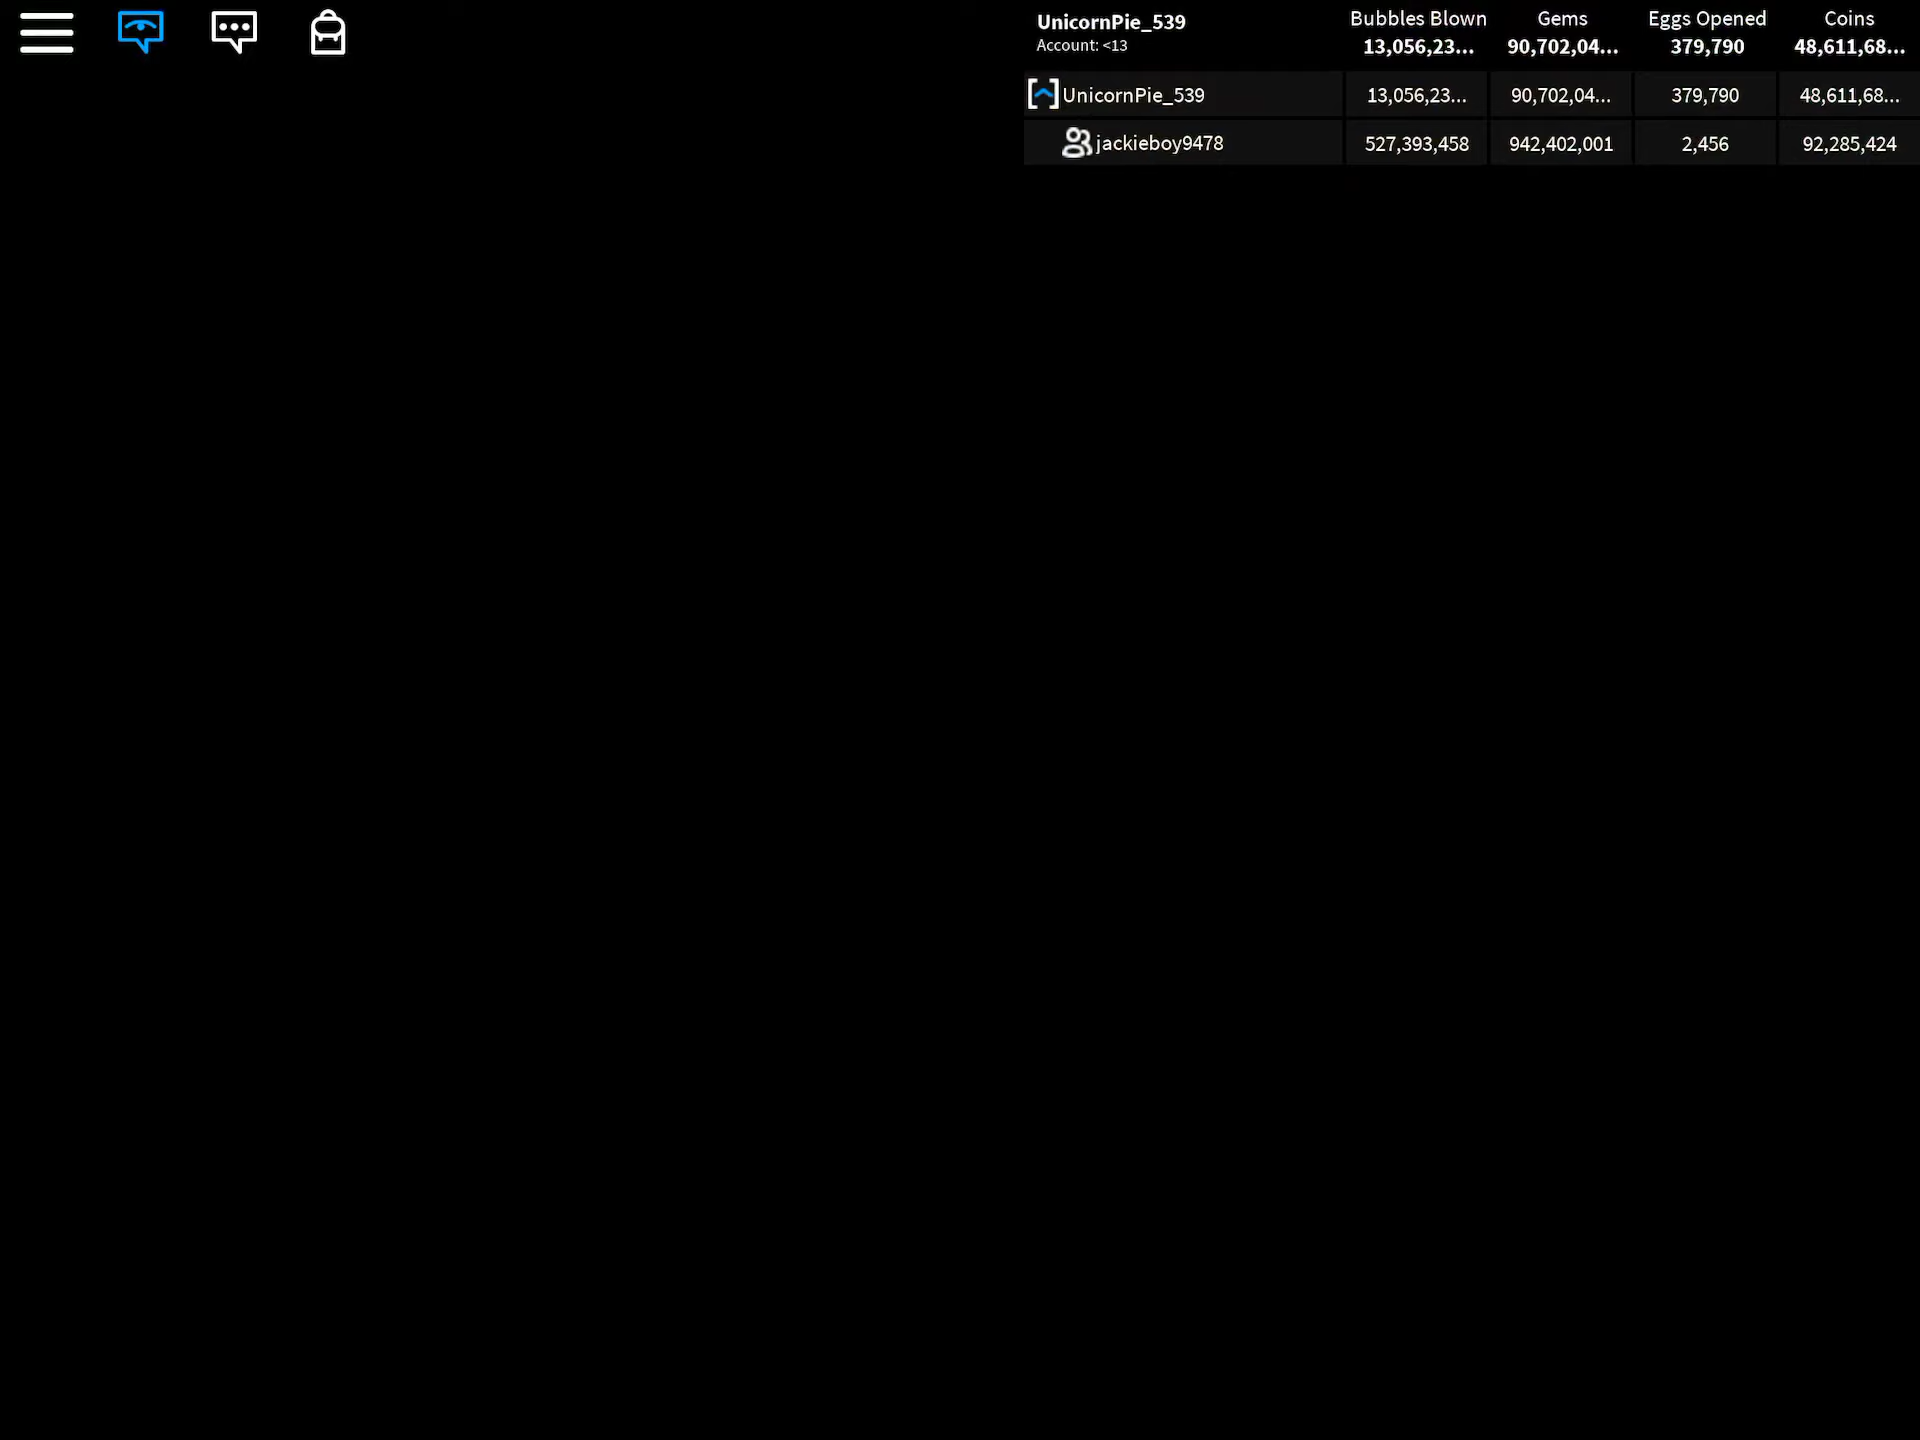 UnicornPie_539 Bubbles Blown Gems Eggs Opened Coins
Account: <13 13,056,23... 90,702,04... 379,790 48,611,68...
UnicornPie_539 13,056,23... 90,702,04... 379,790 48,611,68...
jackieboy9478 527,393,458 942,402,001 2,456 92,285,424